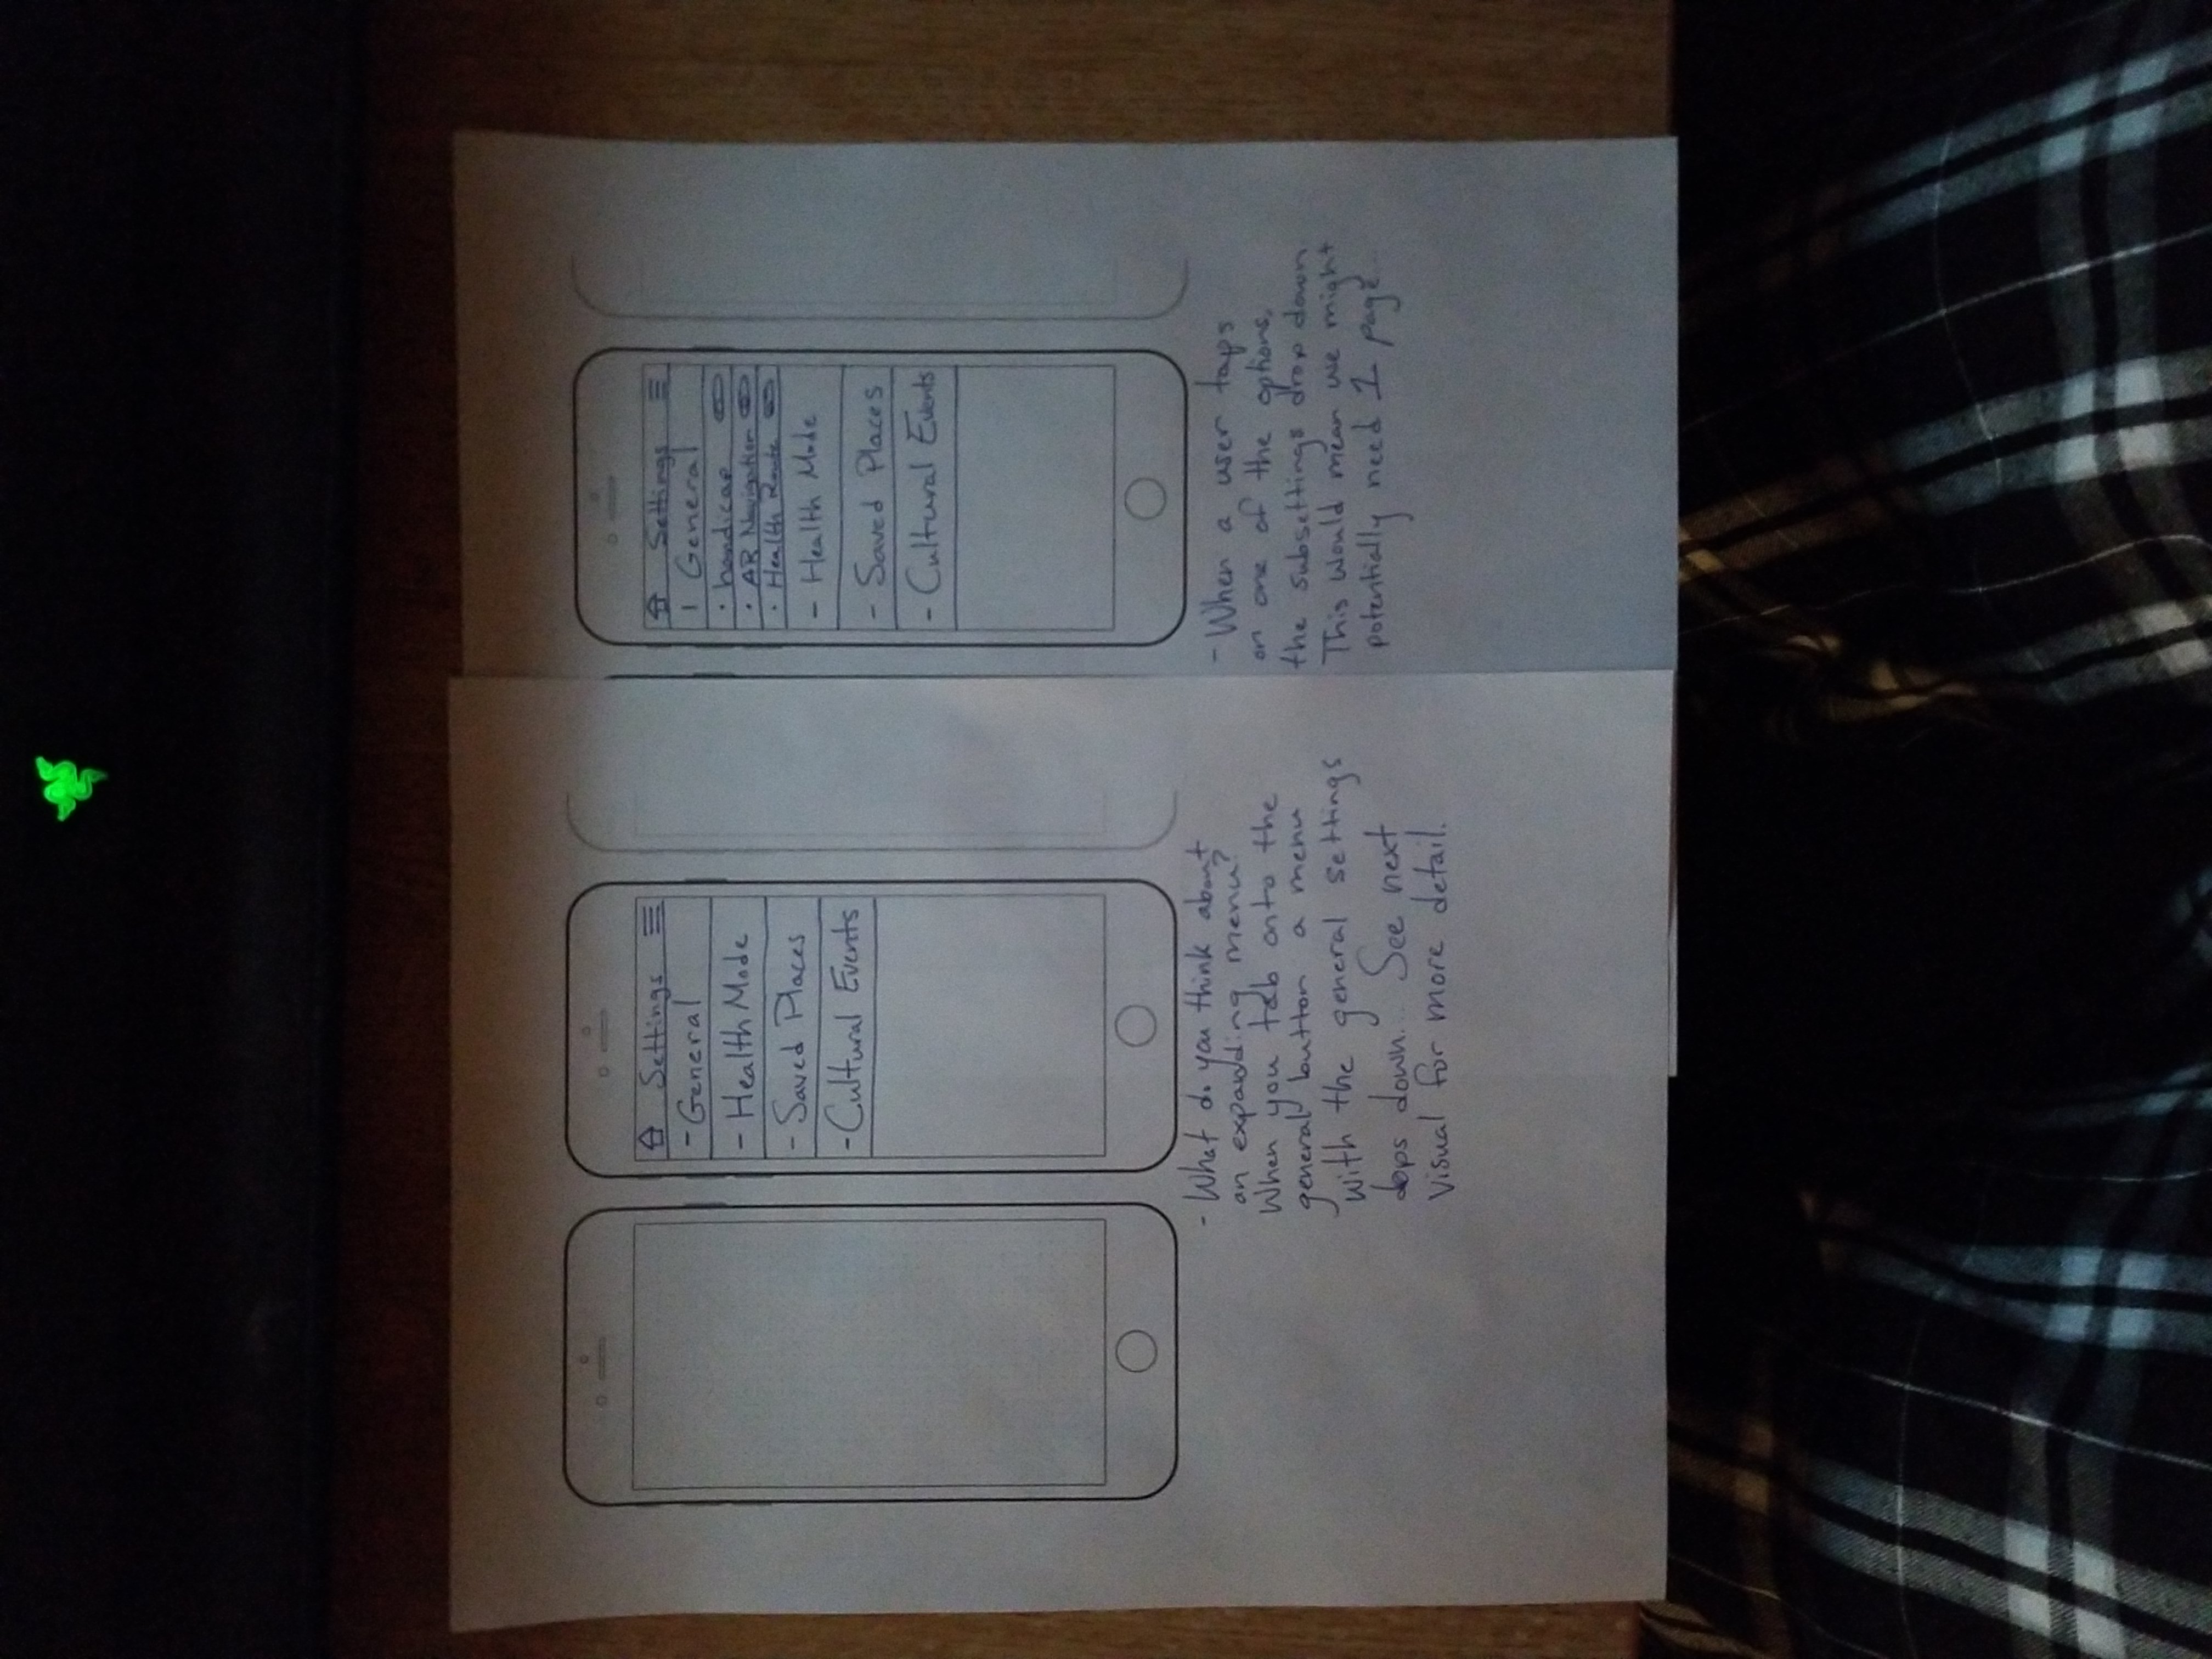 Settings
- General
- Health Mode
- Saved Places
- Cultural Events
- What do you think about
an expanding menu?
When you tab onto the
general button a menu
with the general settings
dops down... See next
visual for more detail.
Settings
| General
• handicap
• AR Navigation
• Health Route
- Health Mode
- Saved Places
- Cultural Events
- When a user taps
on one of the options,
the subsettings drop down
This would mean we might
potentially need 1 page...